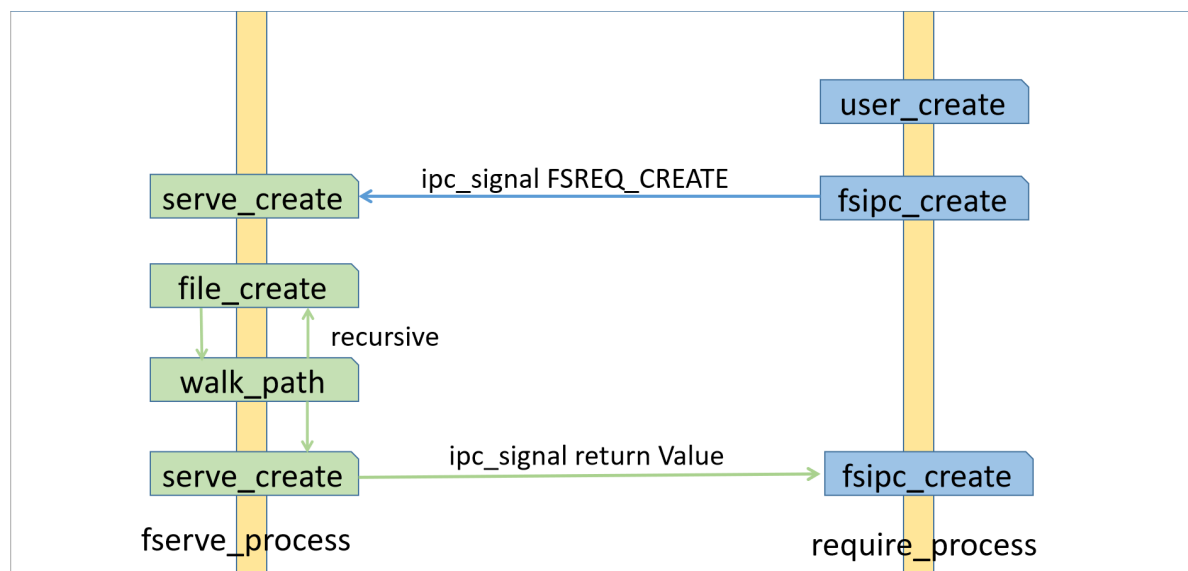 user_create
ipc_signal FSREQ_CREATE
serve_create
fsipc_create
file_create
recursive
walk_path
ipc_signal return Value
serve_create
fsipc_create
fserve_process
require_process